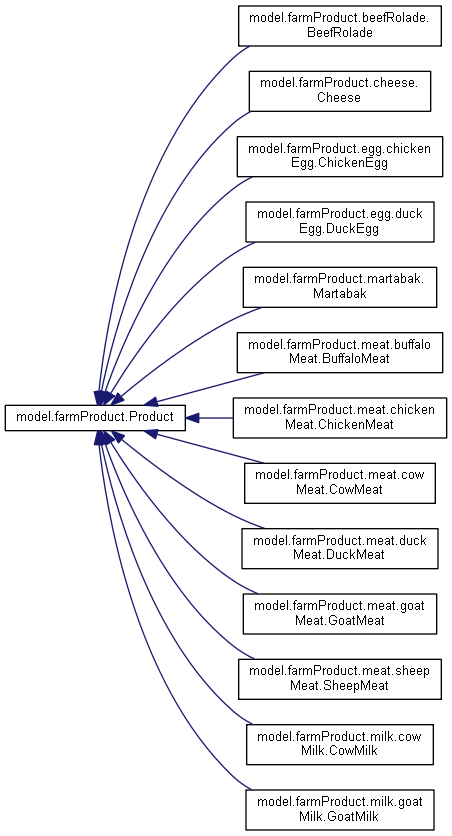 model.farmProduct.beefRolade.
BeefRolade
model.farmProduct.cheese.
Cheese
model.farmProduct.egg.chicken
Egg.ChickenEgg
model.farmProduct.egg.duck
Egg.DuckEgg
model.farmProduct.martabak.
Martabak
model.farmProduct.meat.buffalo
Meat.BuffaloMeat
model.farmProduct.Product
model.farmProduct.meat.chicken
Meat.ChickenMeat
model.farmProduct.meat.cow
Meat.CowMeat
model.farmProduct.meat.duck
Meat.DuckMeat
model.farmProduct.meat.goat
Meat.GoatMeat
model.farmProduct.meat.sheep
Meat.SheepMeat
model.farmProduct.milk.cow
Milk.CowMilk
model.farmProduct.milk.goat
Milk.GoatMilk